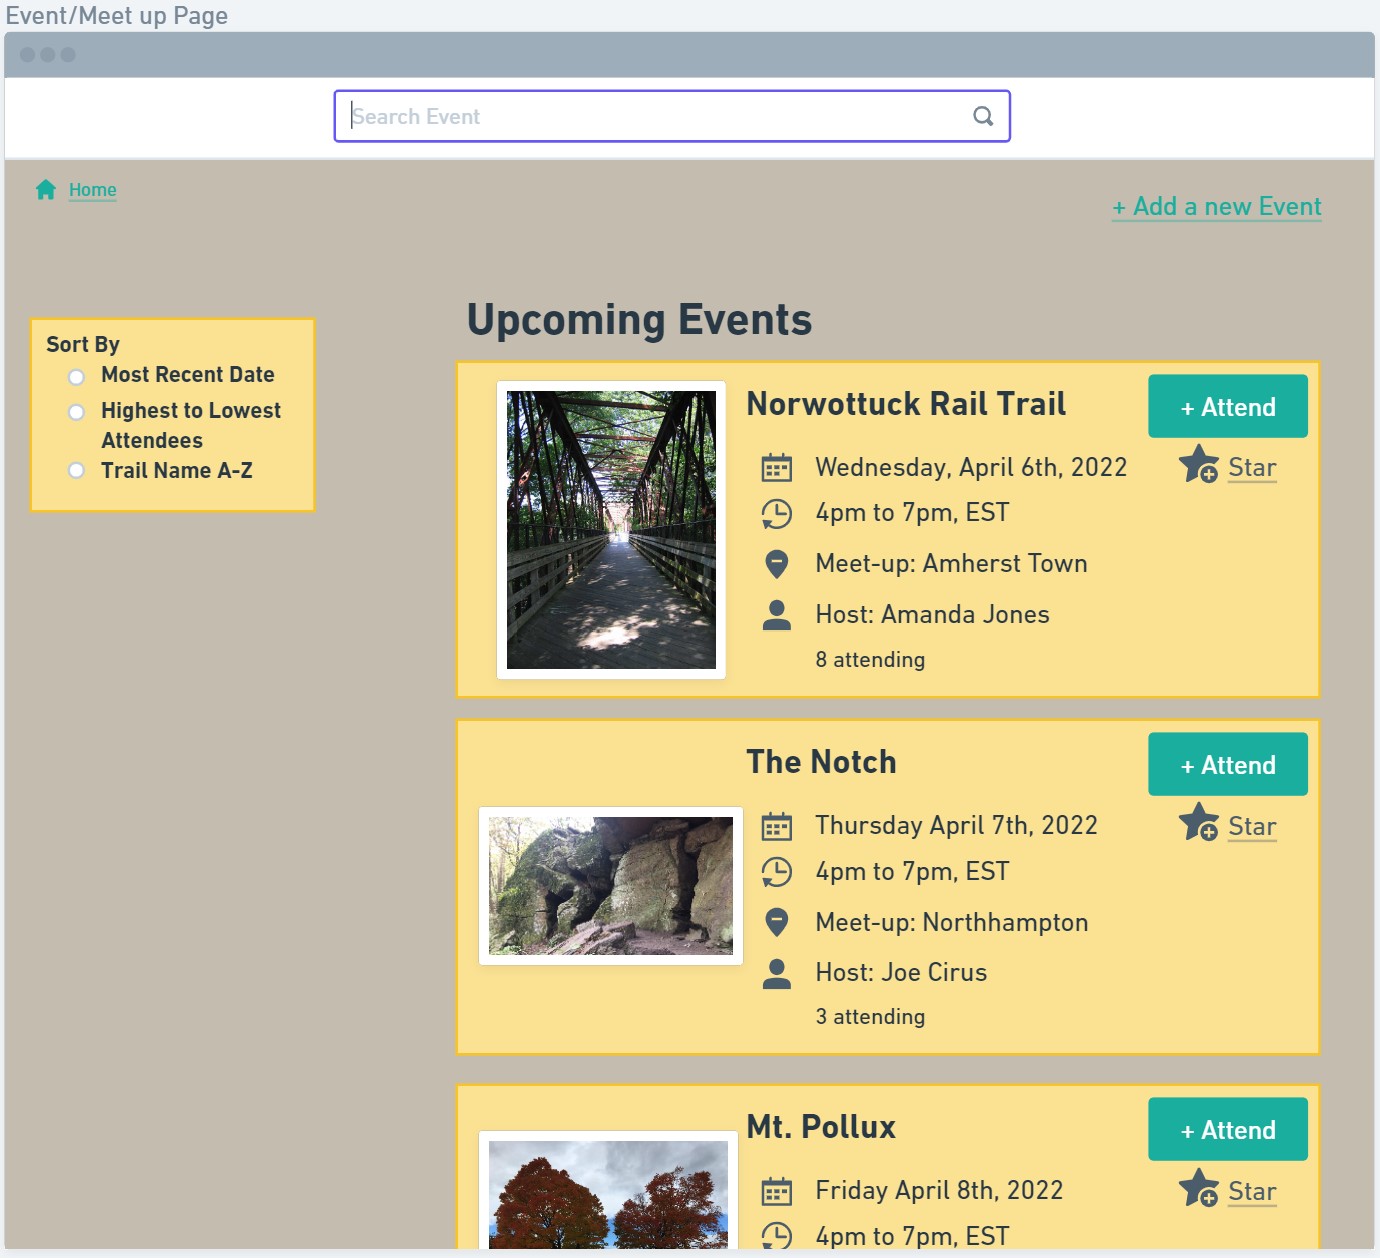 Event/Meet up Page
Search Event
Home
+ Add a new Event
Upcoming Events
Sort By
Most Recent Date
Highest to Lowest
Attendees
Trail Name A-Z
Norwottuck Rail Trail
+ Attend
Wednesday, April 6th, 2022
Star
4pm to 7pm, EST
Meet-up: Amherst Town
Host: Amanda Jones
8 attending
The Notch
+ Attend
Thursday April 7th, 2022
Star
4pm to 7pm, EST
Meet-up: Northhampton
Host: Joe Cirus
3 attending
Mt. Pollux
+ Attend
Friday April 8th, 2022
Star
4pm to 7pm, EST